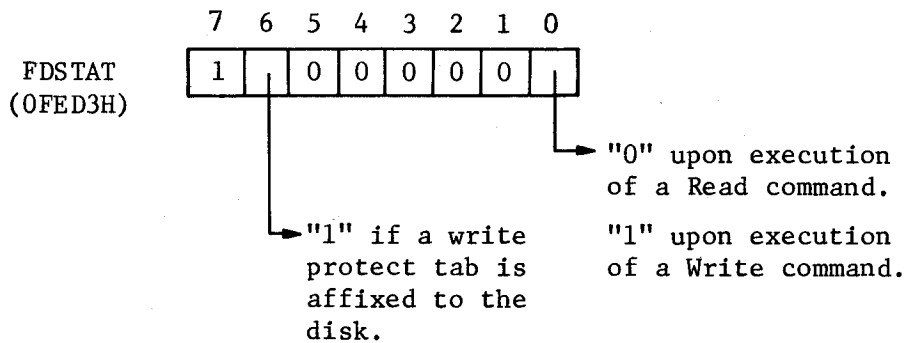 7 6 5 4 3 2 1 0
FDSTAT 1 0 0 0 0 0
(0FED3H)
"0" upon execution
of a Read command.
"1" upon execution
of a Write command.
"1" if a write
protect tab is
affixed to the
disk.